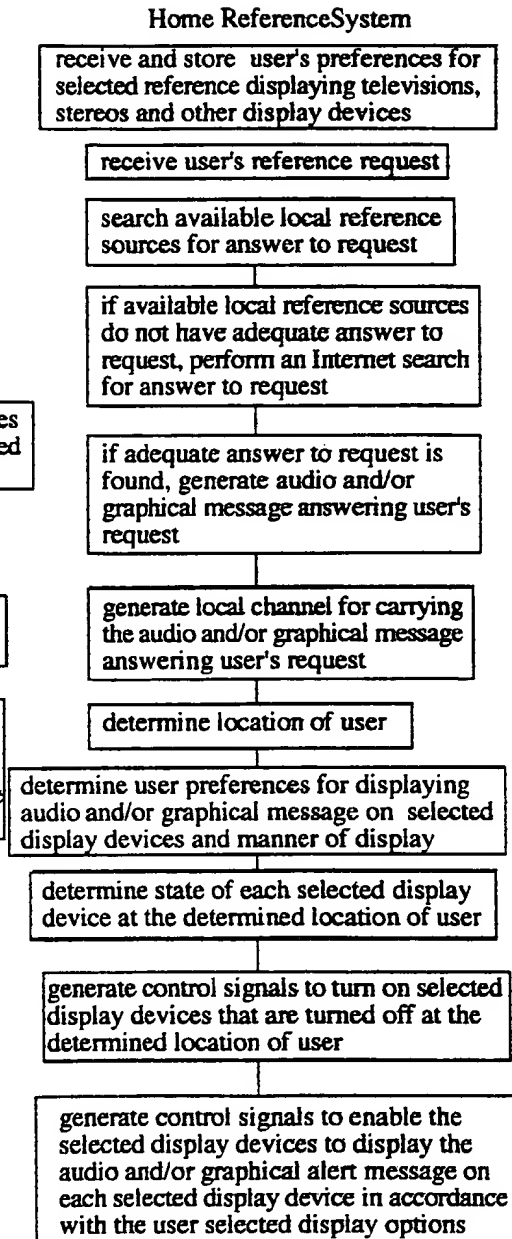 Home ReferenceSystem
receive and store user's preferences for
selected reference displaying televisions,
stereos and other display devices
receive user's reference request
search available local reference
sources for answer to request
if available local reference sources
do not have adequate answer to
request, perform an Internet search
for answer to request
es
ed
if adequate answer to request is
found, generate audio and/or
graphical message answering user's
request
generate local channel for carrying
the audio and/or graphical message
answering user's request
determine location of user
determine user preferences for displaying
audio and/or graphical message on selected
display devices and manner of display
determine state of each selected display
device at the determined location of user
generate control signals to turn on selected
display devices that are turned off at the
determined location of user
generate control signals to enable the
selected display devices to display the
audio and/or graphical alert message on
each selected display device in accordance
with the user selected display options